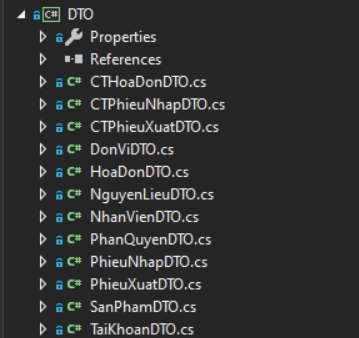 C# DTO
Properties
References
C# CTHoaDonDTO.cs
C# CTPhieuNhapDTO.cs
C# CTPhieuXuatDTO.cs
C# DonViDTO.cs
C# HoaDonDTO.cs
C# NguyenLieuDTO.cs
C# NhanVienDTO.cs
C# PhanQuyenDTO.cs
C# PhieuNhapDTO.cs
C# PhieuXuatDTO.cs
C# SanPhamDTO.cs
C# TaiKhoanDTO.cs